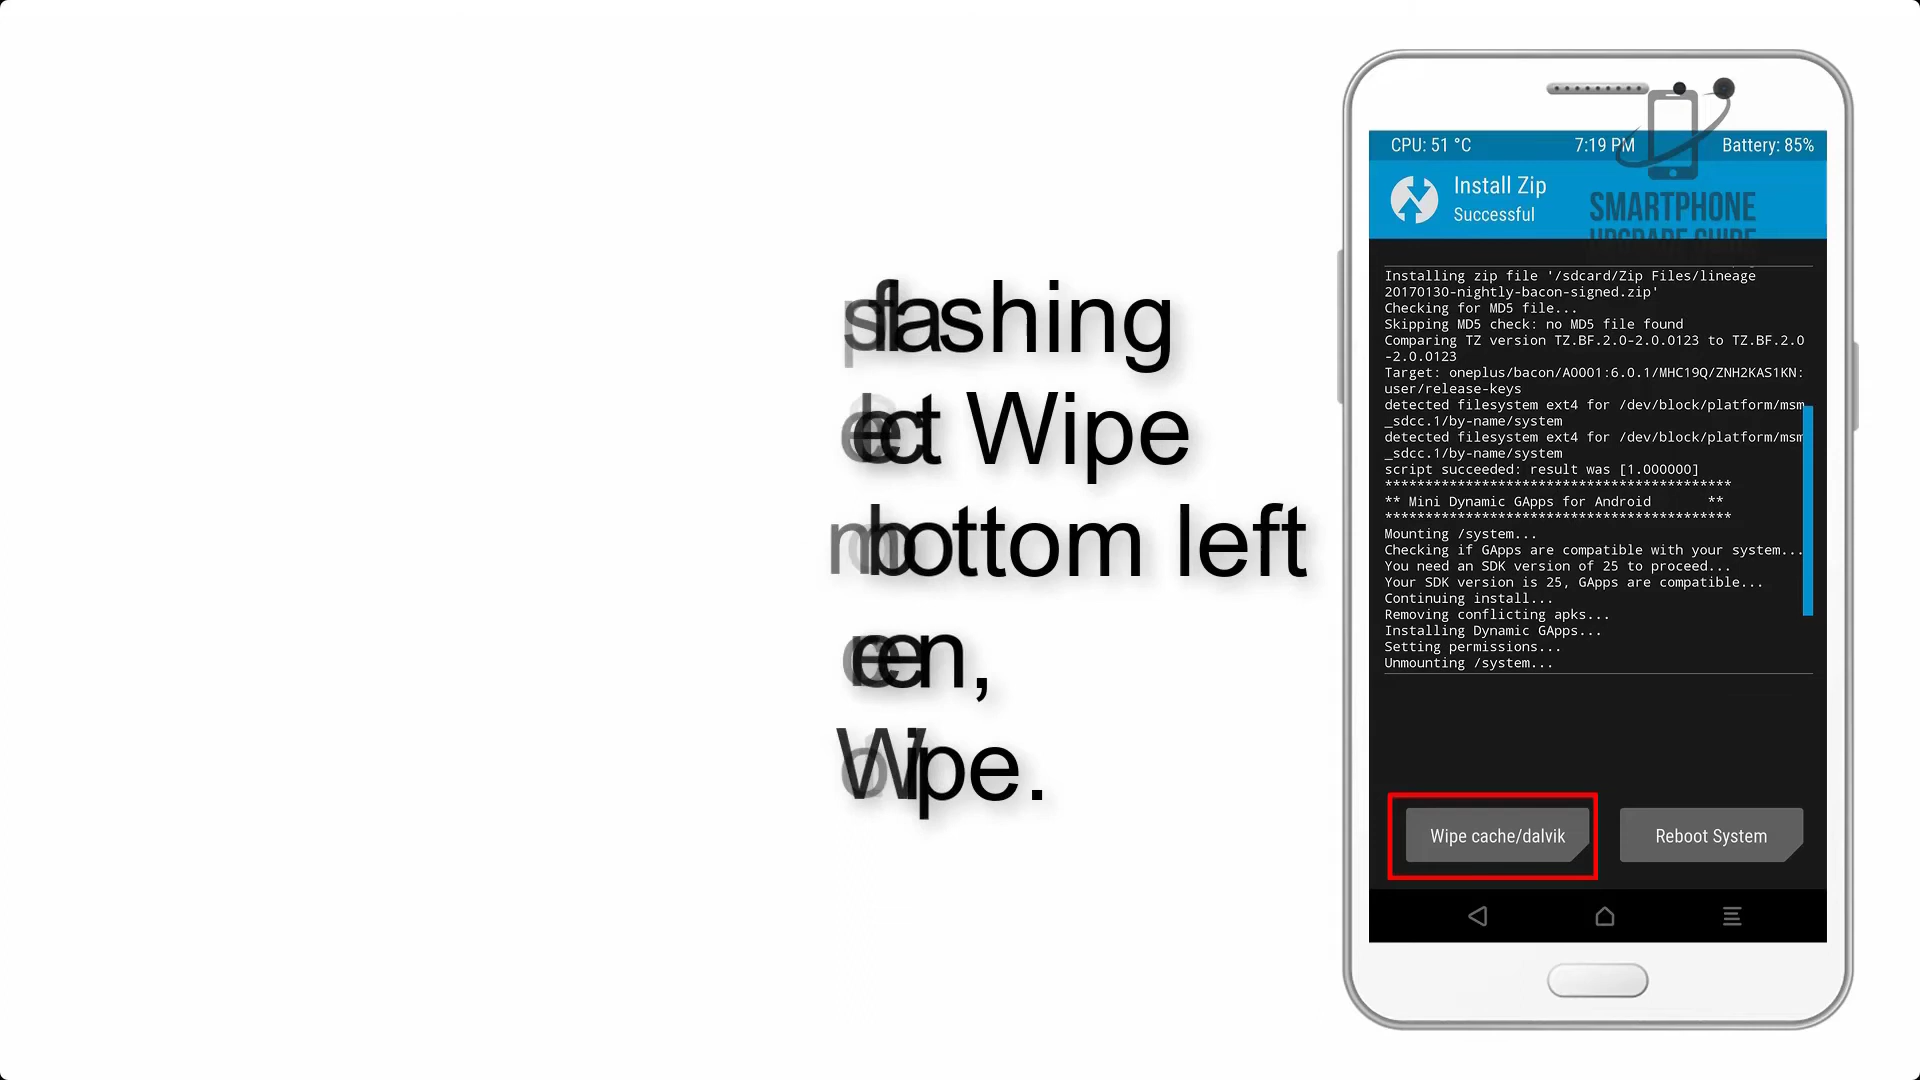 flashing
Wipe
bottom left
Wipe.
CPU: 51 °C 7:19 PM Battery: 85%
Install Zip
Successful
SMARTPHONE
UPGRADE GUIDE
Installing zip file '/sdcard/Zip Files/lineage
20170130-nightly-bacon-signed.zip'
Checking for MD5 file...
Skipping MD5 check: no MD5 file found
Comparing TZ version TZ.BF.2.0-2.0.0123 to TZ.BF.2.0
-2.0.0123
Target: oneplus/bacon/A0001:6.0.1/MHC19Q/ZNH2KAS1KN:
user/release-keys
detected filesystem ext4 for /dev/block/platform/msm
_sdcc.1/by-name/system
detected filesystem ext4 for /dev/block/platform/msm
_sdcc.1/by-name/system
script succeeded: result was [1.000000]
*******************************************
** Mini Dynamic GApps for Android **
*******************************************
Mounting /system...
Checking if GApps are compatible with your system...
You need an SDK version of 25 to proceed...
Your SDK version is 25, GApps are compatible...
Continuing install...
Removing conflicting apks...
Installing Dynamic GApps...
Setting permissions...
Unmounting /system...
Wipe cache/dalvik Reboot System